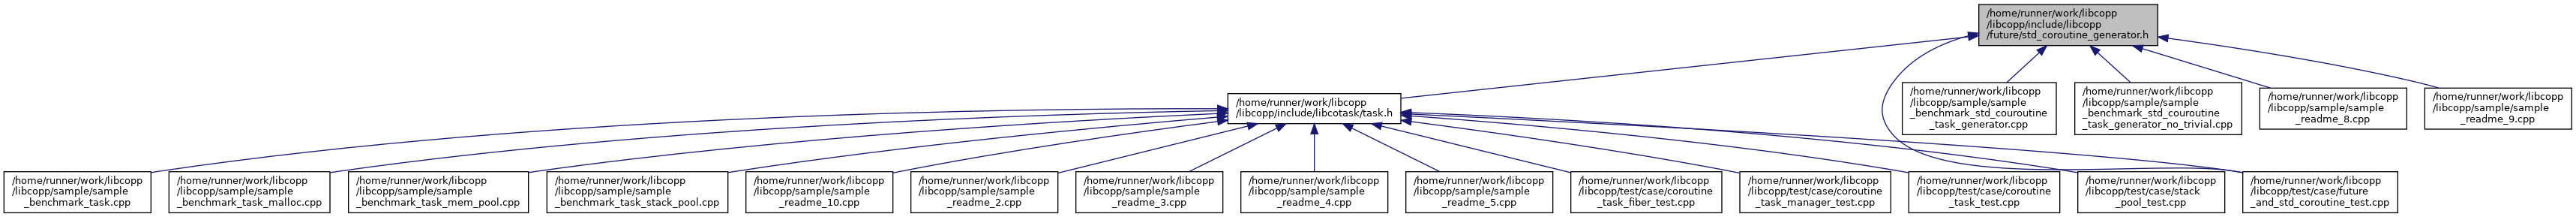 /home/runner/work/libcopp
/libcopp/include/libcopp
/future/std_coroutine_generator.h
/home/runner/work/libcopp
/libcopp/include/libcotask/task.h
/home/runner/work/libcopp
/libcopp/sample/sample
_benchmark_std_couroutine
_task_generator.cpp
/home/runner/work/libcopp
/libcopp/sample/sample
_benchmark_std_couroutine
_task_generator_no_trivial.cpp
/home/runner/work/libcopp
/libcopp/sample/sample
_readme_8.cpp
/home/runner/work/libcopp
/libcopp/sample/sample
_readme_9.cpp
/home/runner/work/libcopp
/libcopp/sample/sample
_benchmark_task.cpp
/home/runner/work/libcopp
/libcopp/sample/sample
_benchmark_task_malloc.cpp
/home/runner/work/libcopp
/libcopp/sample/sample
_benchmark_task_mem_pool.cpp
/home/runner/work/libcopp
/libcopp/sample/sample
_benchmark_task_stack_pool.cpp
/home/runner/work/libcopp
/libcopp/sample/sample
_readme_10.cpp
/home/runner/work/libcopp
/libcopp/sample/sample
_readme_2.cpp
/home/runner/work/libcopp
/libcopp/sample/sample
_readme_3.cpp
/home/runner/work/libcopp
/libcopp/sample/sample
_readme_4.cpp
/home/runner/work/libcopp
/libcopp/sample/sample
_readme_5.cpp
/home/runner/work/libcopp
/libcopp/test/case/coroutine
_task_fiber_test.cpp
/home/runner/work/libcopp
/libcopp/test/case/coroutine
_task_manager_test.cpp
/home/runner/work/libcopp
/libcopp/test/case/coroutine
_task_test.cpp
/home/runner/work/libcopp
/libcopp/test/case/stack
_pool_test.cpp
/home/runner/work/libcopp
/libcopp/test/case/future
_and_std_coroutine_test.cpp